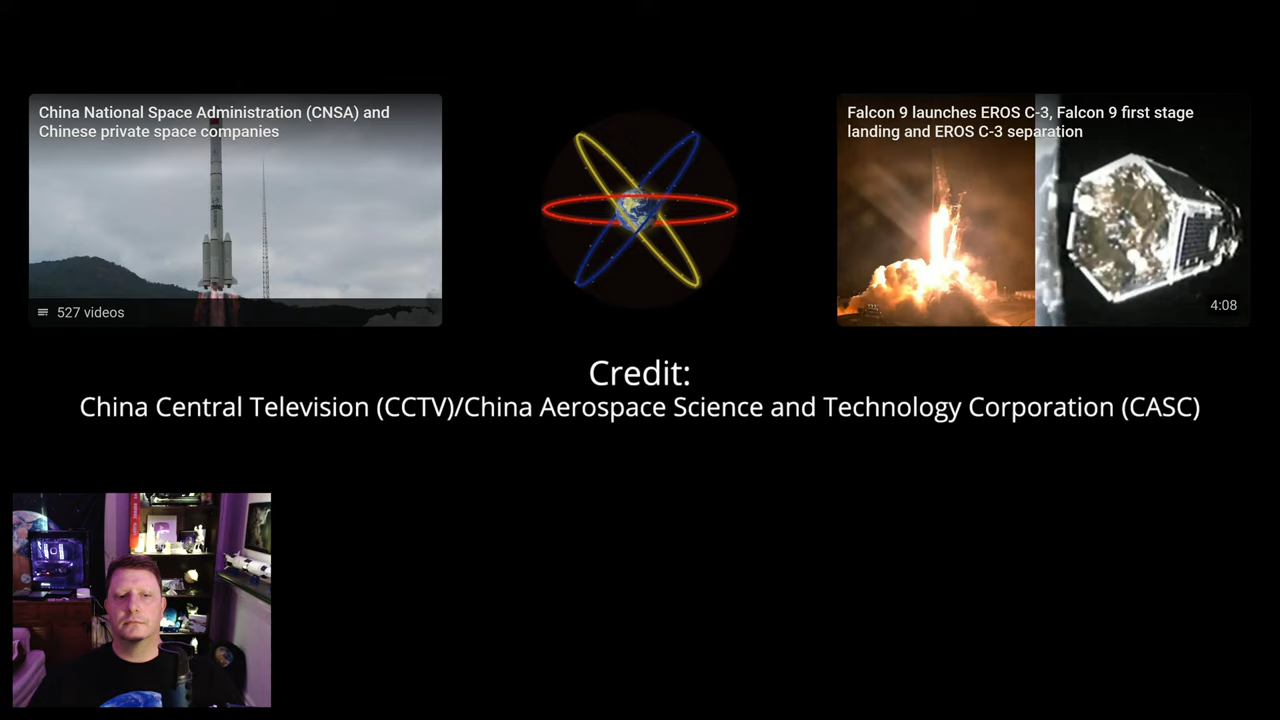 China National Space Administration (CNSA) and
Chinese private space companies
527 videos
Falcon 9 launches EROS C-3, Falcon 9 first stage
landing and EROS C-3 separation
4:08
Credit:
China Central Television (CCTV)/China Aerospace Science and Technology Corporation (CASC)